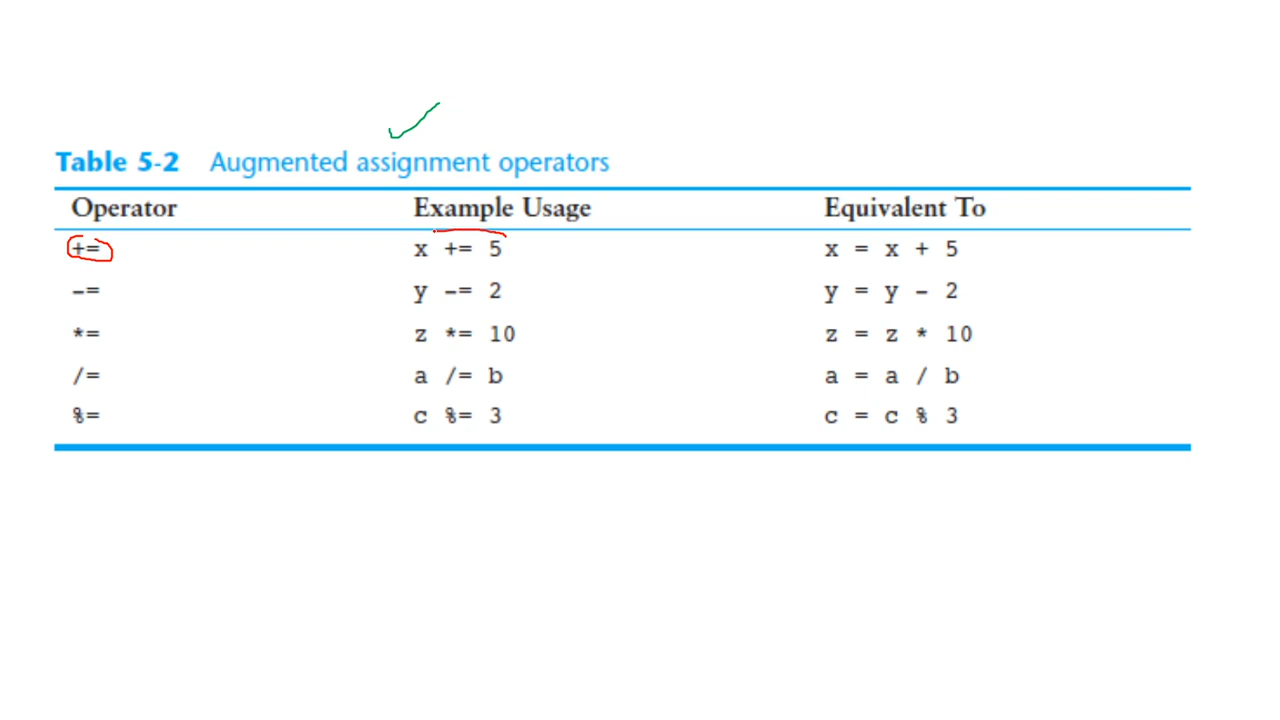 Table 5-2 Augmented assignment operators
Operator Example Usage Equivalent To
+= x += 5 x = x + 5
-= y -= 2 y = y - 2
*= z *= 10 z = z * 10
/= a /= b a = a / b
%= c %= 3 c = c % 3